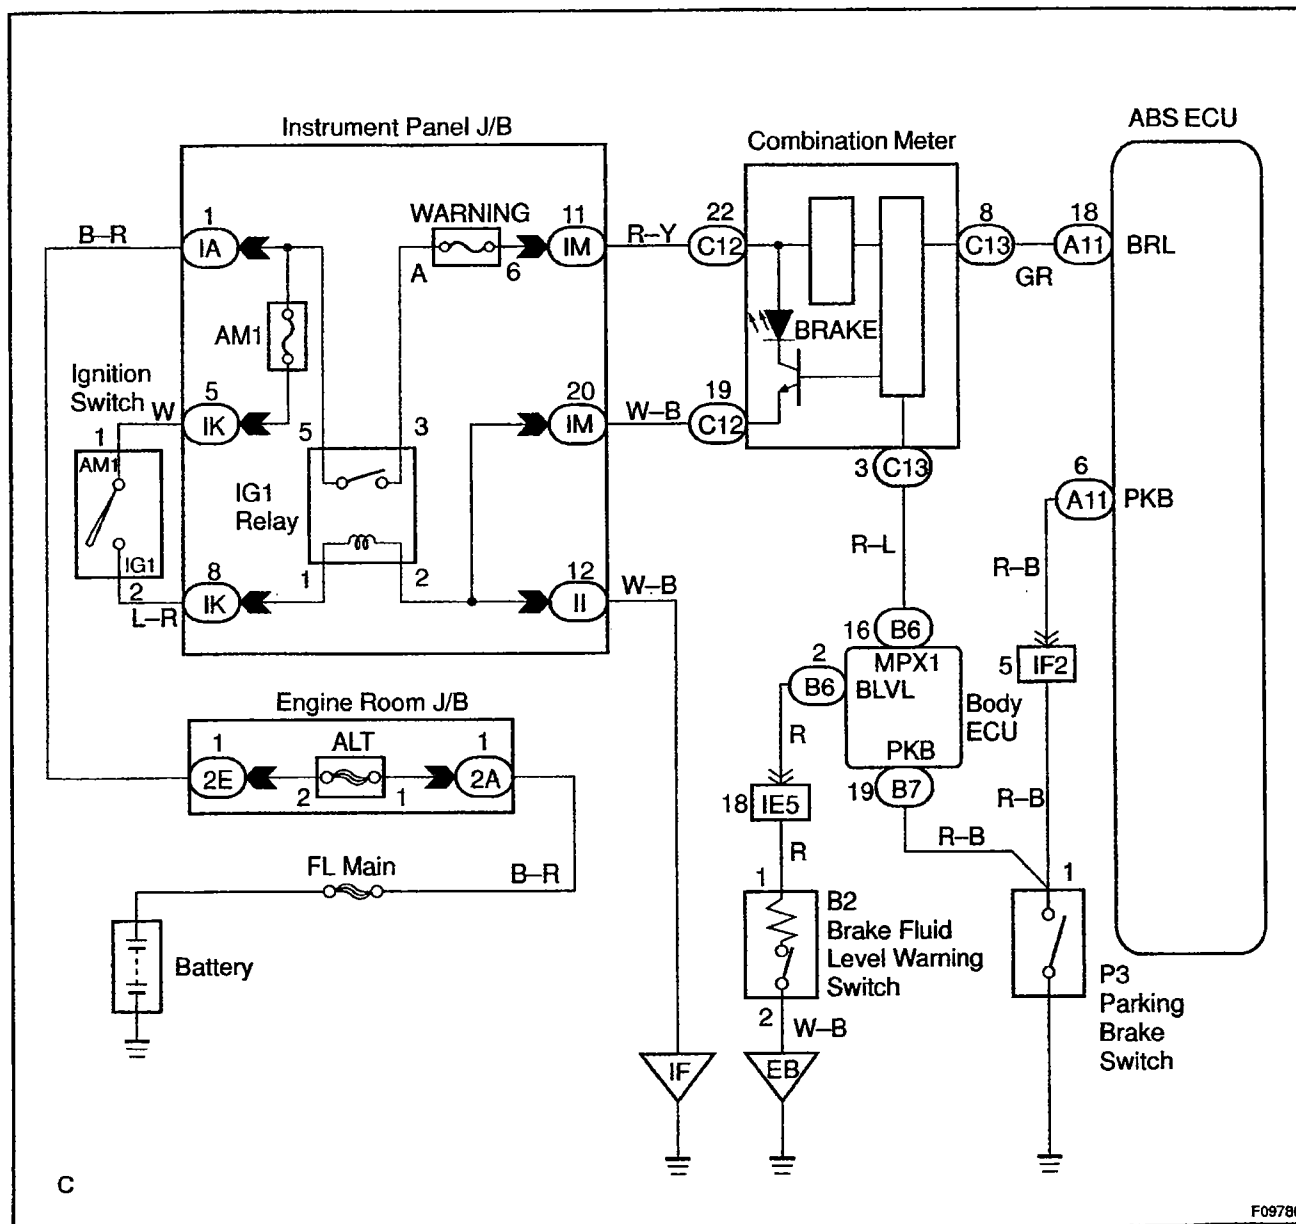 ABS ECU
Instrument Panel J/B
Combination Meter
1
WARNING
11
22
8
18
B–R
IA
IM
R–Y
C12
C13
A11
BRL
A
6
GR
AM1
BRAKE
Ignition
Switch
5
20
19
W
IK
IM
W–B
C12
1
5
3
AM1
3
C13
6
IG1
Relay
A11
PKB
R–L
R–B
IG1
8
1
2
12
W–B
2
IK
II
L–R
16
B6
MPX1
5
IF2
2
B6
BLVL
Body
ECU
Engine Room J/B
R
PKB
1
ALT
1
2E
2A
19
B7
2
1
18
IE5
R–B
R–B
R
FL Main
B–R
1
1
B2
Brake Fluid
Level Warning
Switch
Battery
P3
Parking
Brake
Switch
2
W–B
IF
EB
C